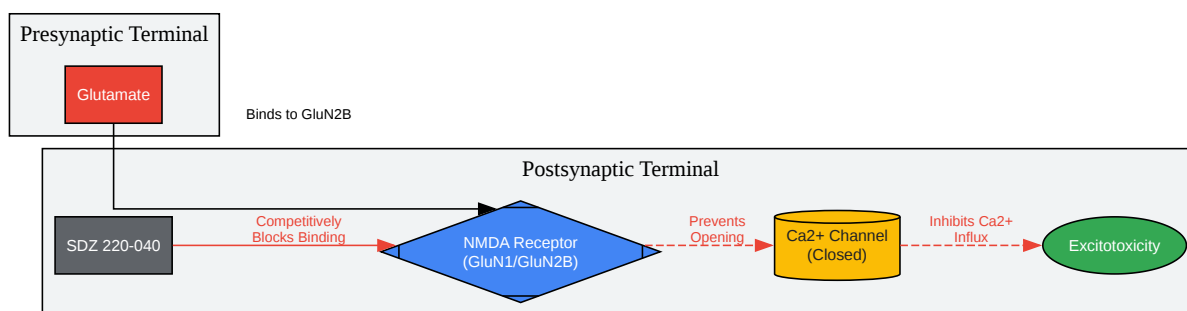 Presynaptic Terminal
Glutamate
Binds to GluN2B
Postsynaptic Terminal
SDZ 220-040
Competitively
Blocks Binding
NMDA Receptor
(GluN1/GluN2B)
Prevents
Opening
Ca2+ Channel
(Closed)
Inhibits Ca2+
Influx
Excitotoxicity